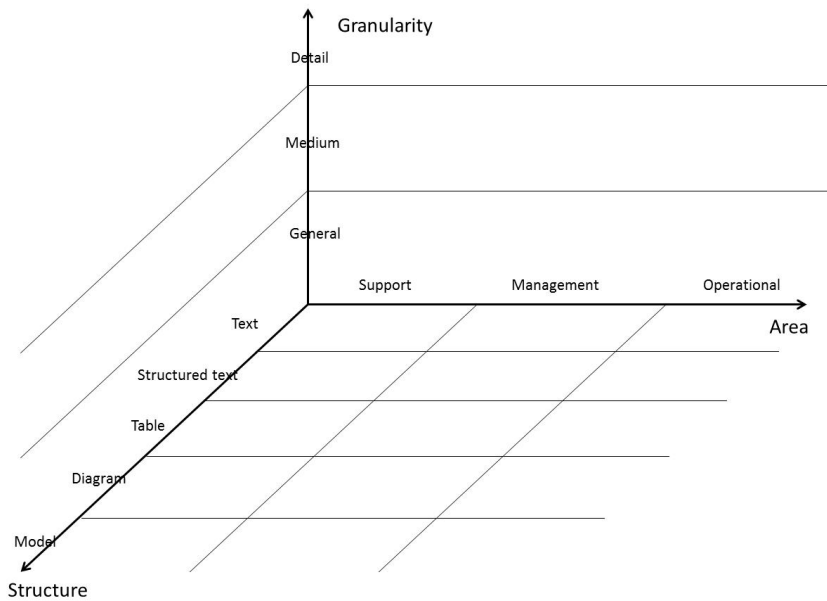 Granularity
Detail
Medium
General
Support
Management
Operational
Area
Text
Structured text
Table
Diagram
Model
Structure